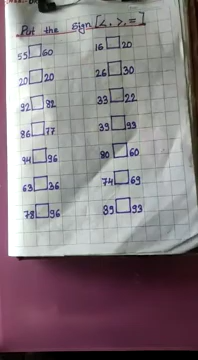 Put the sign [<, >, =]
55 □ 60 16 □ 20
20 □ 20 26 □ 30
92 □ 82 33 □ 22
86 □ 77 39 □ 93
94 □ 96 80 □ 60
63 □ 36 74 □ 69
78 □ 96 89 □ 93